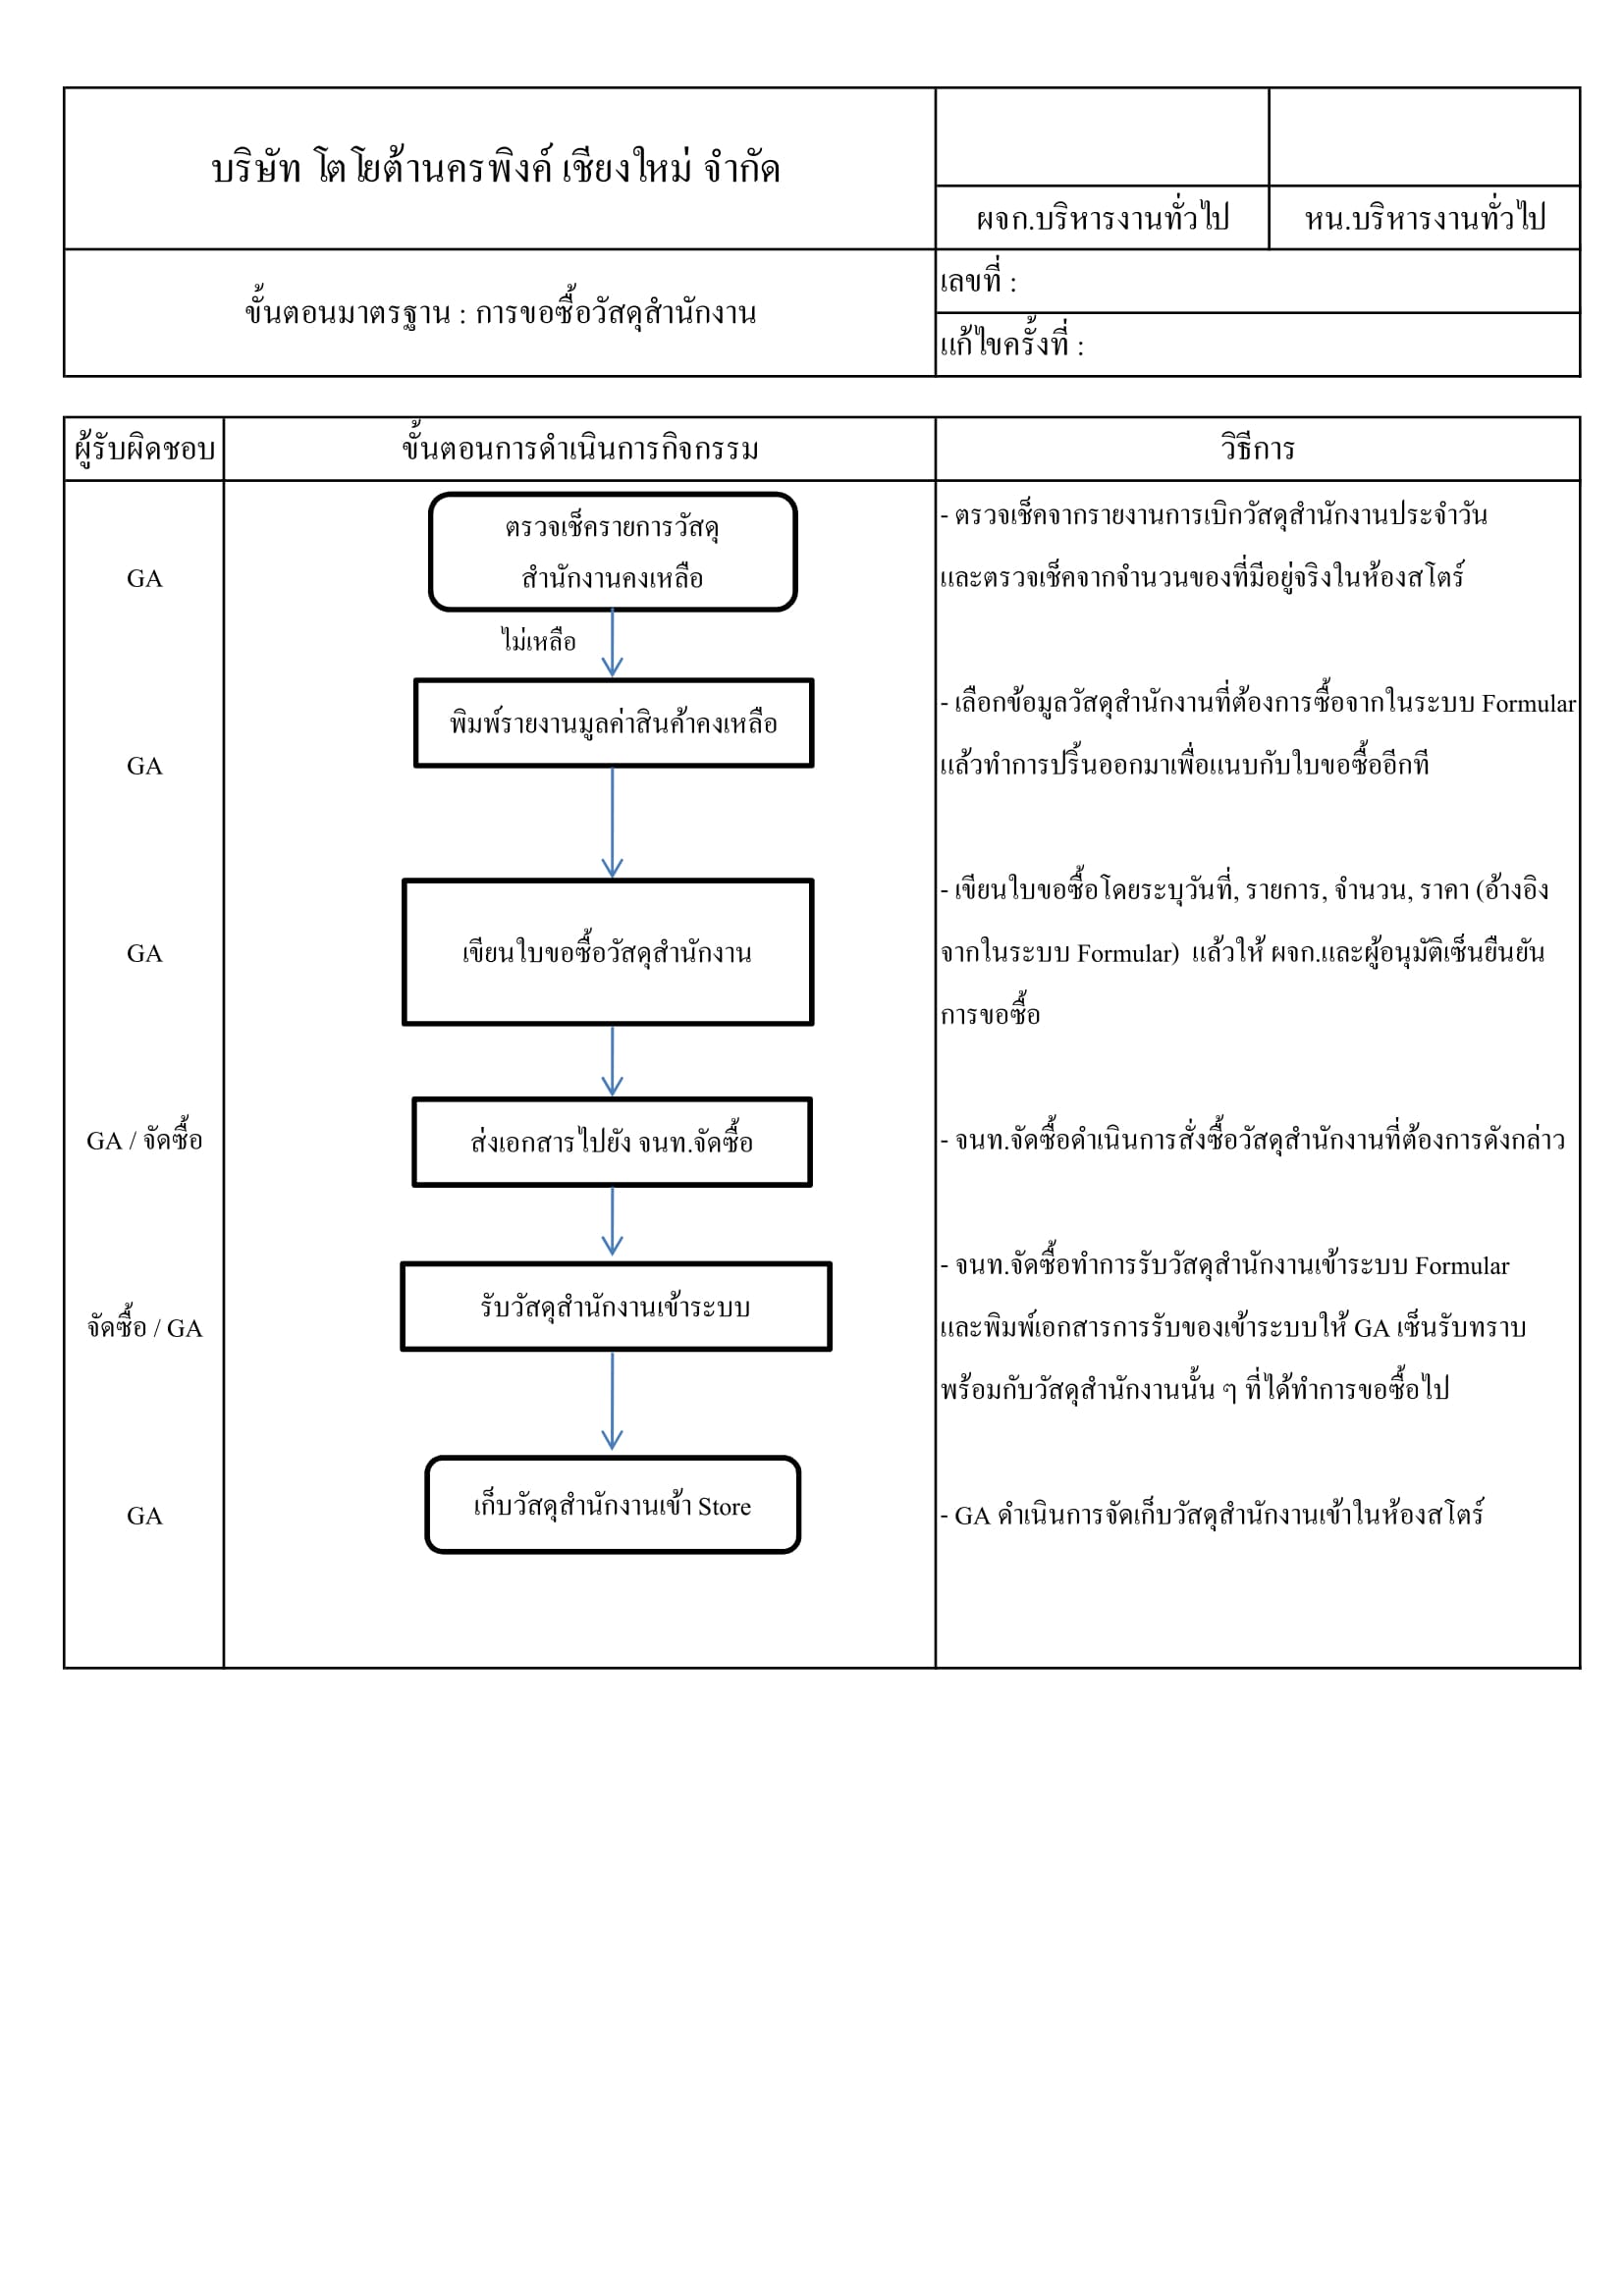 บริษัท โตโยต้านครพิงค์ เชียงใหม่ จำกัด
ผจก.บริหารงานทั่วไป
หน.บริหารงานทั่วไป
ขั้นตอนมาตรฐาน : การขอซื้อวัสดุสำนักงาน
เลขที่ :
แก้ไขครั้งที่ :
ผู้รับผิดชอบ
ขั้นตอนการดำเนินการกิจกรรม
วิธีการ
GA
ตรวจเช็ครายการวัสดุ
สำนักงานคงเหลือ
- ตรวจเช็คจากรายงานการเบิกวัสดุสำนักงานประจำวัน
และตรวจเช็คจากจำนวนของที่มีอยู่จริงในห้องสโตร์
ไม่เหลือ
GA
พิมพ์รายงานมูลค่าสินค้าคงเหลือ
- เลือกข้อมูลวัสดุสำนักงานที่ต้องการซื้อจากในระบบ Formular
แล้วทำการปริ้นออกมาเพื่อแนบกับใบขอซื้ออีกที
GA
เขียนใบขอซื้อวัสดุสำนักงาน
- เขียนใบขอซื้อโดยระบุวันที่, รายการ, จำนวน, ราคา (อ้างอิง
จากในระบบ Formular)  แล้วให้ ผจก.และผู้อนุมัติเซ็นยืนยัน
การขอซื้อ
GA / จัดซื้อ
ส่งเอกสารไปยัง จนท.จัดซื้อ
- จนท.จัดซื้อดำเนินการสั่งซื้อวัสดุสำนักงานที่ต้องการดังกล่าว
จัดซื้อ / GA
รับวัสดุสำนักงานเข้าระบบ
- จนท.จัดซื้อทำการรับวัสดุสำนักงานเข้าระบบ Formular
และพิมพ์เอกสารการรับของเข้าระบบให้ GA เซ็นรับทราบ
พร้อมกับวัสดุสำนักงานนั้น ๆ ที่ได้ทำการขอซื้อไป
GA
เก็บวัสดุสำนักงานเข้า Store
- GA ดำเนินการจัดเก็บวัสดุสำนักงานเข้าในห้องสโตร์